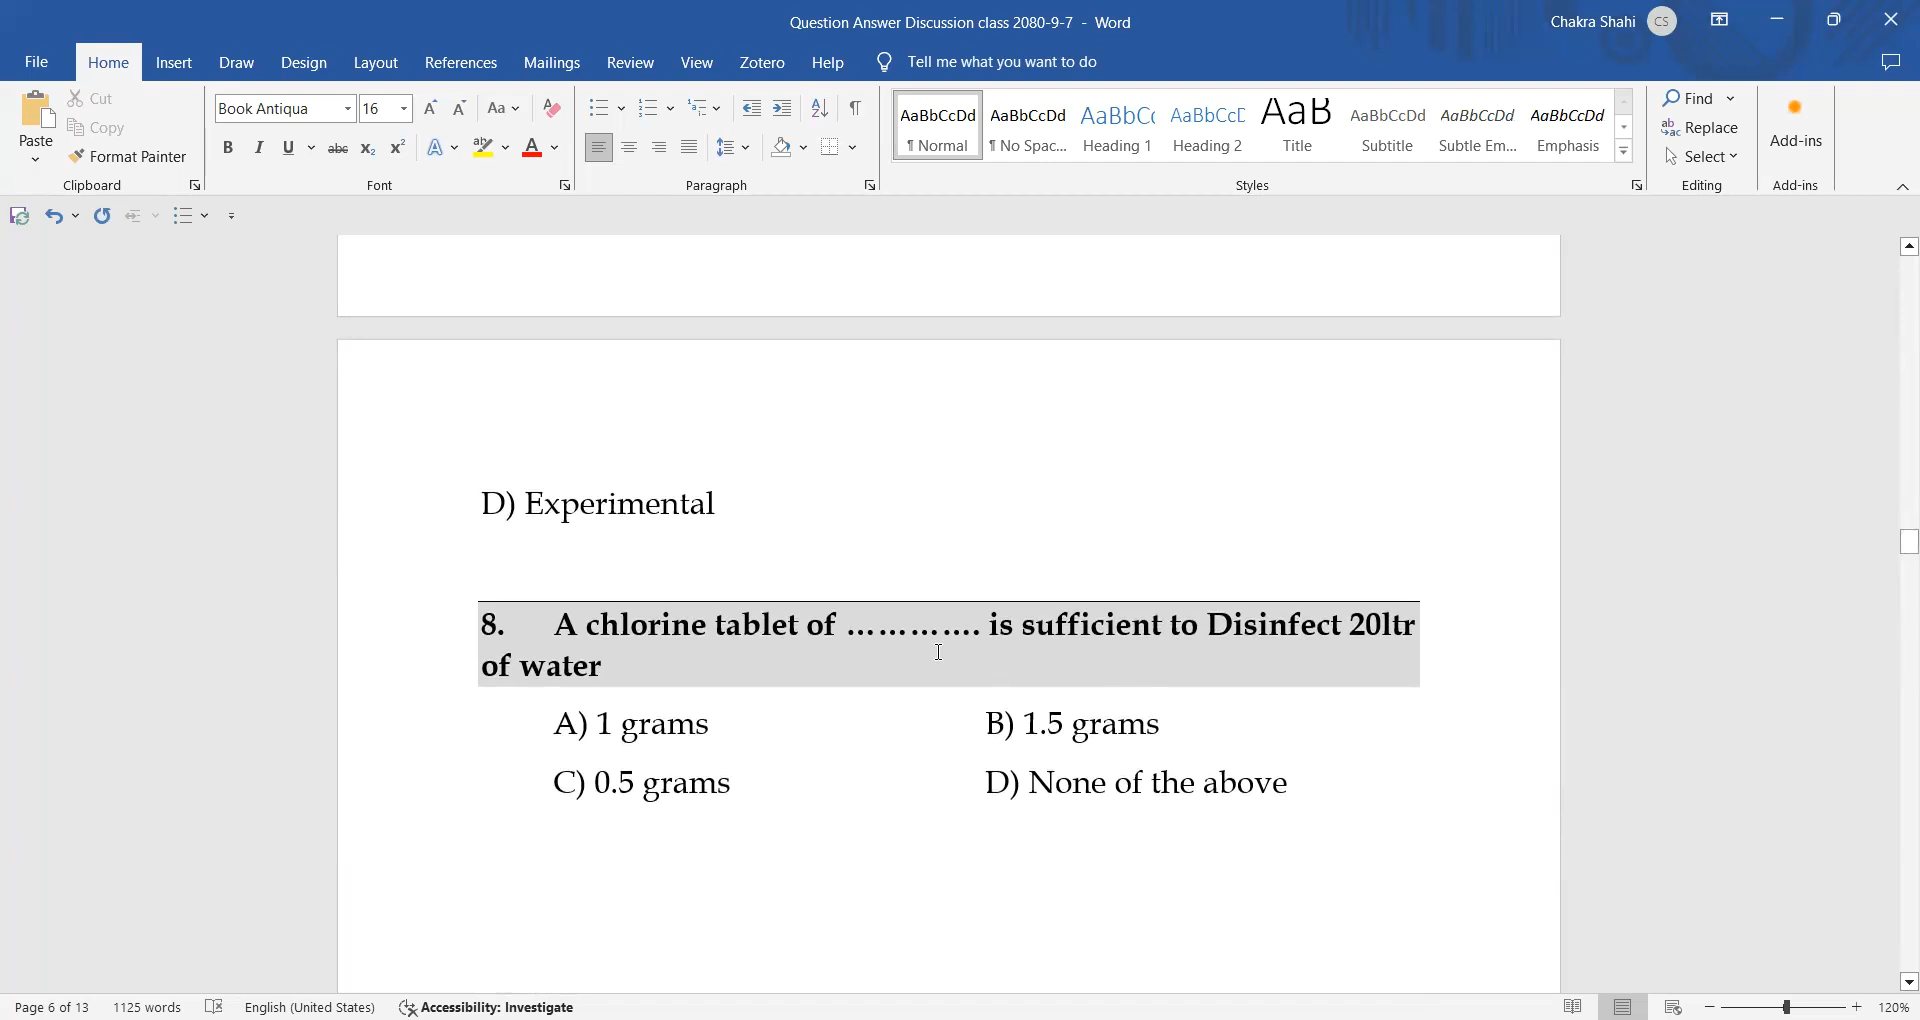 Question Answer Discussion class 2080-9-7 - Word
Chakra Shahi CS
File Home Insert Draw Design Layout References Mailings Review View Zotero Help Tell me what you want to do
Paste
Cut
Copy
Format Painter
Clipboard
Book Antiqua 16
Aa
B I U abc x₂ x² A A
Font
Paragraph
AaBbCcDd AaBbCcDd AaBbCc AaBbCcC AaB AaBbCcDd AaBbCcDd AaBbCcDd
¶ Normal ¶ No Spac... Heading 1 Heading 2 Title Subtitle Subtle Em... Emphasis
Styles
Find
Replace
Select
Editing
Add-ins
Add-ins
D) Experimental
8. A chlorine tablet of …………. is sufficient to Disinfect 20ltr
of water
A) 1 grams B) 1.5 grams
C) 0.5 grams D) None of the above
Page 6 of 13 1125 words English (United States) Accessibility: Investigate 120%